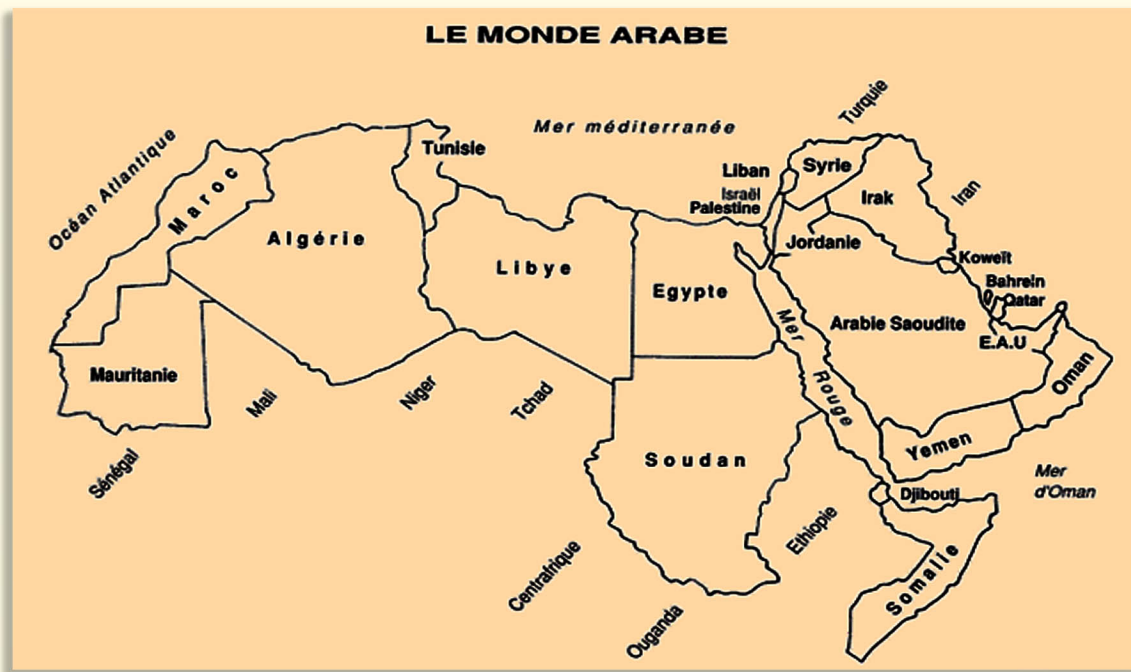 LE MONDE ARABE
Turquie
Mer méditerranée
Océan Atlantique
Tunisie
Maroc
Liban
Syrie
Israël
Palestine
Irak
Iran
Algérie
Jordanie
Libye
Koweït
Egypte
Bahrein
Qatar
Mer Rouge
Arabie Saoudite
E.A.U
Mauritanie
Oman
Mali
Niger
Tchad
Sénégal
Soudan
Yemen
Mer
d'Oman
Djibouti
Ethiopie
Centrafrique
Somalie
Ouganda